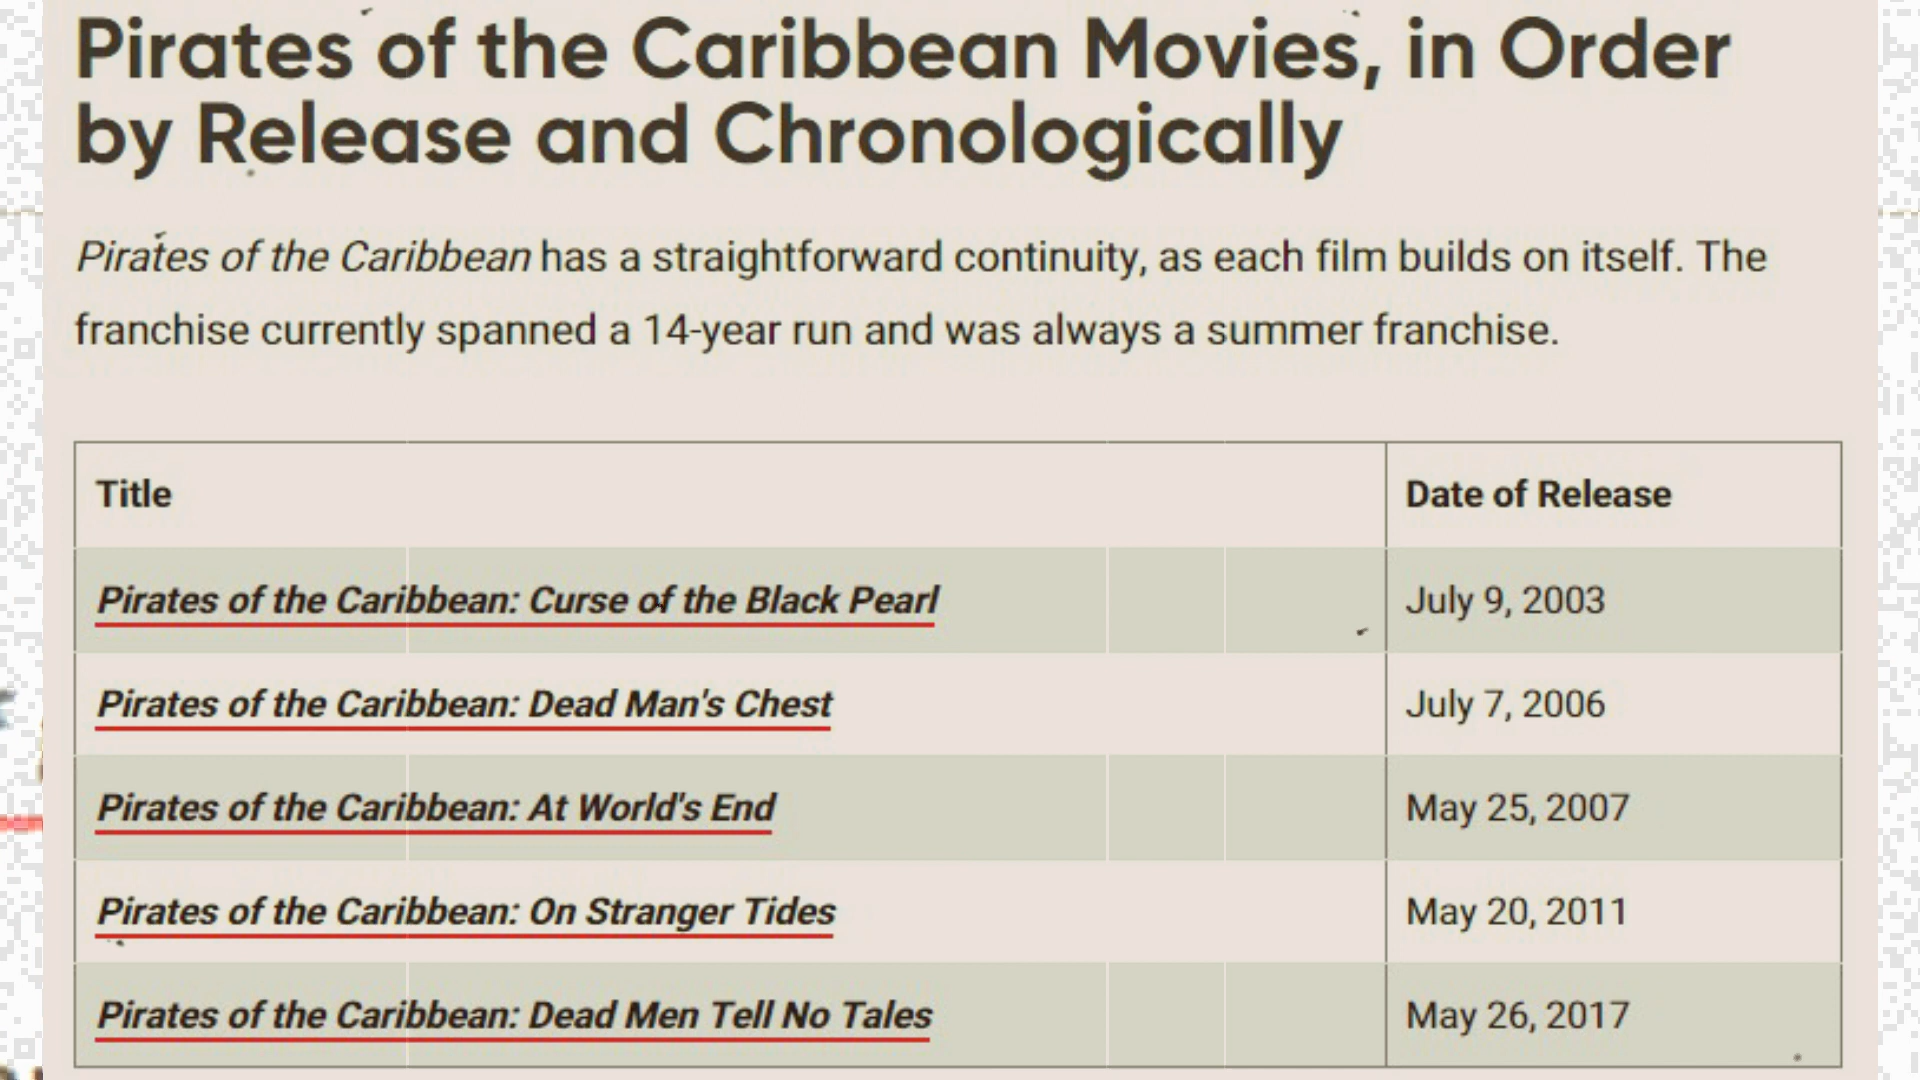 Pirates of the Caribbean Movies, in Order
by Release and Chronologically
Pirates of the Caribbean has a straightforward continuity, as each film builds on itself. The
franchise currently spanned a 14-year run and was always a summer franchise.
Title Date of Release
Pirates of the Caribbean: Curse of the Black Pearl July 9, 2003
Pirates of the Caribbean: Dead Man's Chest July 7, 2006
Pirates of the Caribbean: At World's End May 25, 2007
Pirates of the Caribbean: On Stranger Tides May 20, 2011
Pirates of the Caribbean: Dead Men Tell No Tales May 26, 2017